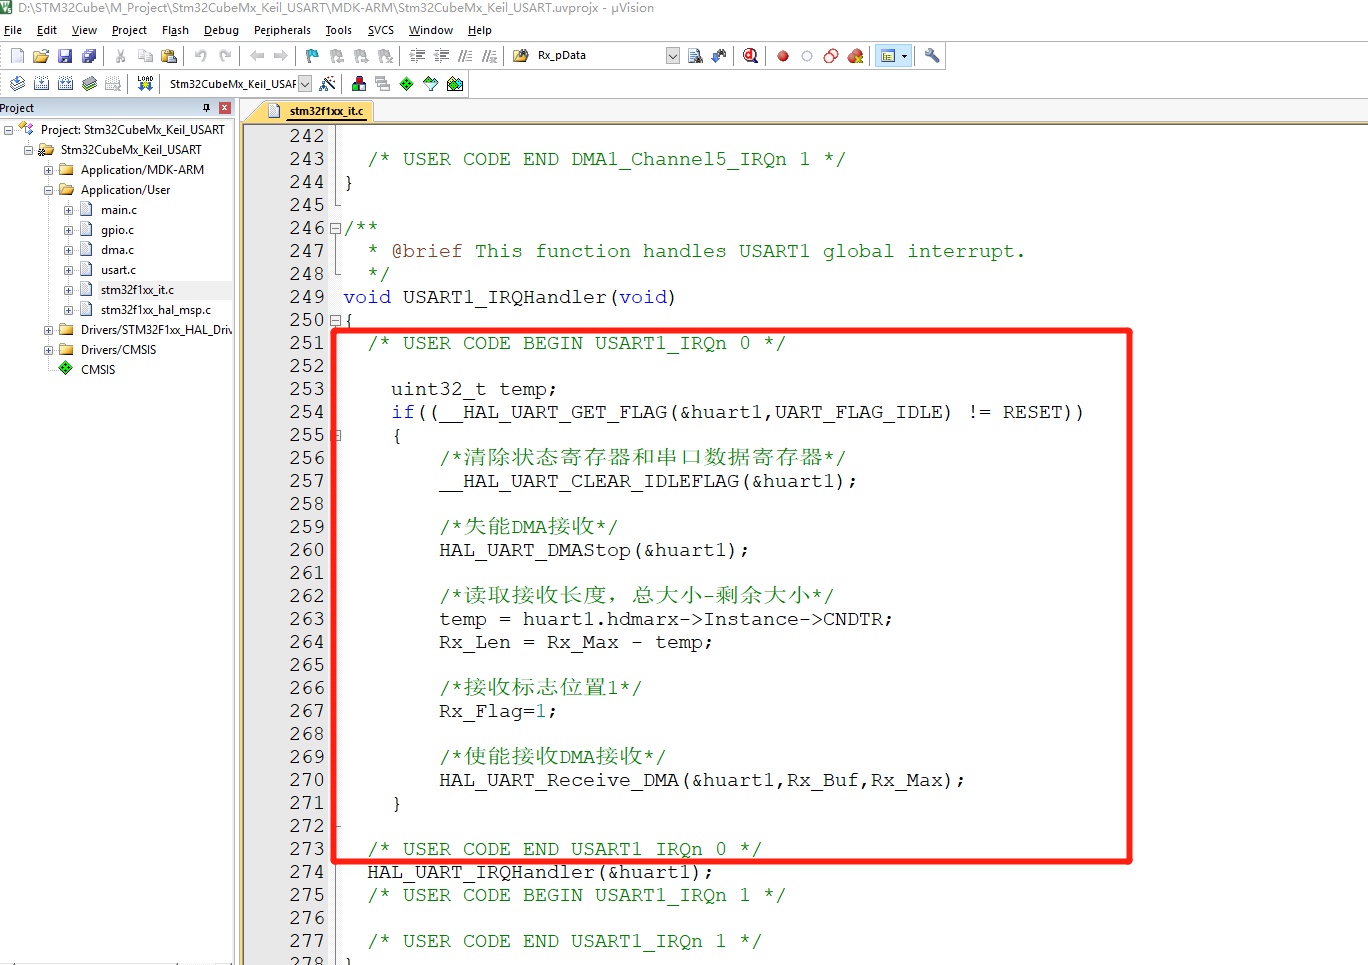 D:\STM32Cube\M_Project\Stm32CubeMx_Keil_USART\MDK-ARM\Stm32CubeMx_Keil_USART.uvprojx - µVision
File Edit View Project Flash Debug Peripherals Tools SVCS Window Help
Rx_pData
LOAD Stm32CubeMx_Keil_USAF
Project
stm32f1xx_it.c
Project: Stm32CubeMx_Keil_USART
Stm32CubeMx_Keil_USART
Application/MDK-ARM
Application/User
main.c
gpio.c
dma.c
usart.c
stm32f1xx_it.c
stm32f1xx_hal_msp.c
Drivers/STM32F1xx_HAL_Driv
Drivers/CMSIS
CMSIS
242
243 /* USER CODE END DMA1_Channel5_IRQn 1 */
244 }
245
246 /**
247 * @brief This function handles USART1 global interrupt.
248 */
249 void USART1_IRQHandler(void)
250 {
251 /* USER CODE BEGIN USART1_IRQn 0 */
252
253 uint32_t temp;
254 if((__HAL_UART_GET_FLAG(&huart1,UART_FLAG_IDLE) != RESET))
255 {
256 /*清除状态寄存器和串口数据寄存器*/
257 __HAL_UART_CLEAR_IDLEFLAG(&huart1);
258
259 /*失能DMA接收*/
260 HAL_UART_DMAStop(&huart1);
261
262 /*读取接收长度，总大小-剩余大小*/
263 temp = huart1.hdmarx->Instance->CNDTR;
264 Rx_Len = Rx_Max - temp;
265
266 /*接收标志位置1*/
267 Rx_Flag=1;
268
269 /*使能接收DMA接收*/
270 HAL_UART_Receive_DMA(&huart1,Rx_Buf,Rx_Max);
271 }
272
273 /* USER CODE END USART1_IRQn 0 */
274 HAL_UART_IRQHandler(&huart1);
275 /* USER CODE BEGIN USART1_IRQn 1 */
276
277 /* USER CODE END USART1_IRQn 1 */
278 }